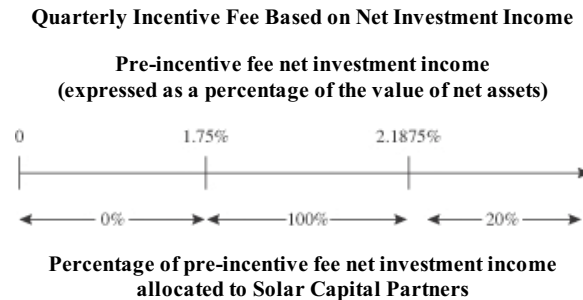 Quarterly Incentive Fee Based on Net Investment Income
Pre-incentive fee net investment income
(expressed as a percentage of the value of net assets)
0 1.75% 2.1875%
0% 100% 20%
Percentage of pre-incentive fee net investment income
allocated to Solar Capital Partners